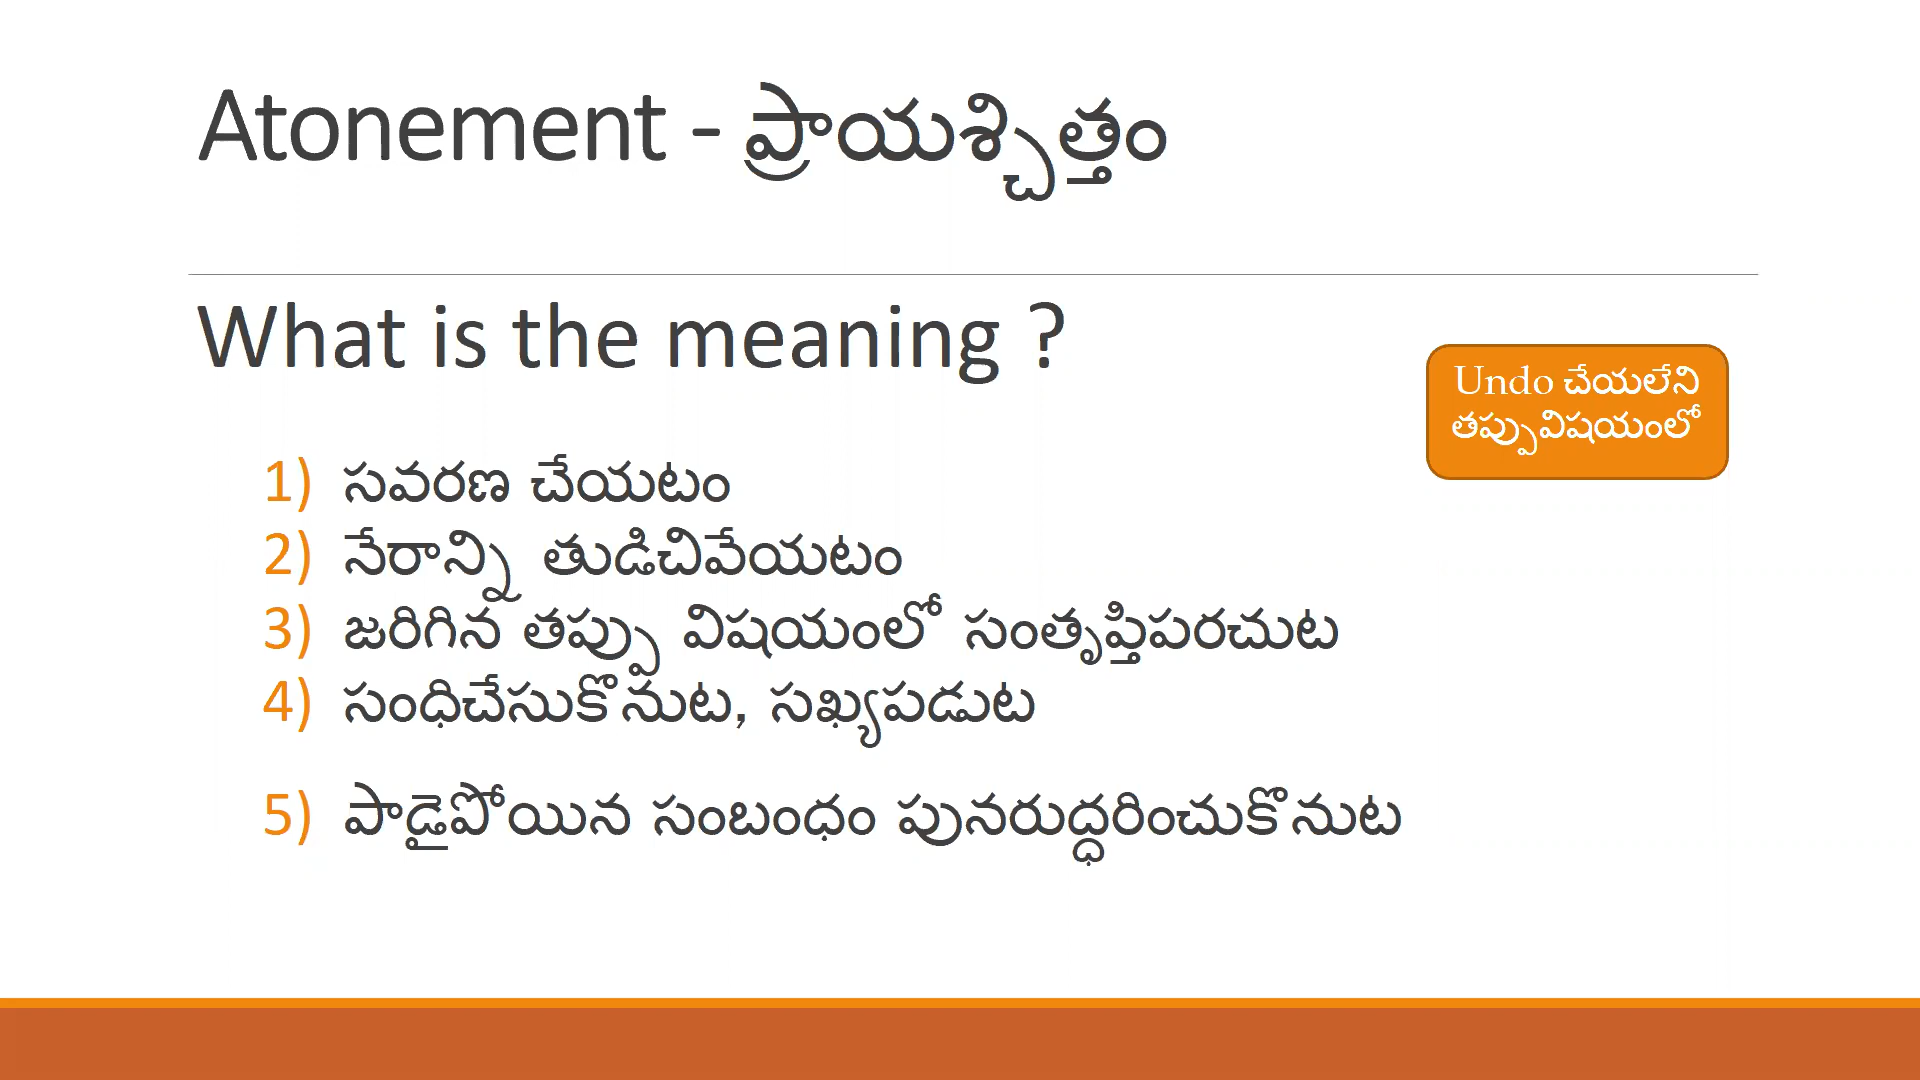 Atonement - ప్రాయశ్చిత్తం
What is the meaning ?
Undo చేయలేని
తప్పువిషయంలో
1) సవరణ చేయటం
2) నేరాన్ని తుడిచివేయటం
3) జరిగిన తప్పు విషయంలో సంతృప్తిపరచుట
4) సంధిచేసుకొనుట, సఖ్యపడుట
5) పాడైపోయిన సంబంధం పునరుద్ధరించుకొనుట